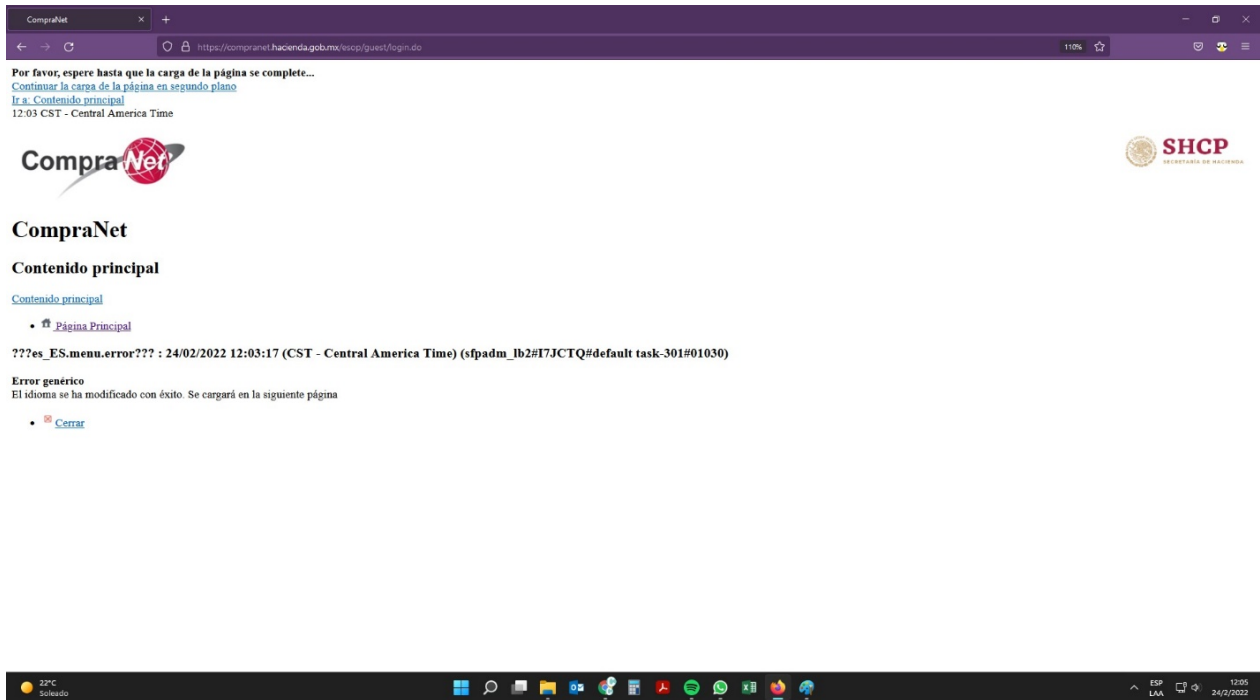 CompraNet
https://compranet.hacienda.gob.mx/esop/guest/login.do
110%
Por favor, espere hasta que la carga de la página se complete...
Continuar la carga de la página en segundo plano
Ir a: Contenido principal
12:03 CST - Central America Time
CompraNet
SHCP
SECRETARÍA DE HACIENDA
CompraNet
Contenido principal
Contenido principal
Página Principal
???es_ES.menu.error??? : 24/02/2022 12:03:17 (CST - Central America Time) (sfpadm_lb2#I7JCTQ#default task-301#01030)
Error genérico
El idioma se ha modificado con éxito. Se cargará en la siguiente página
Cerrar
22°C
Soleado
ESP
LAA
12:05
24/2/2022